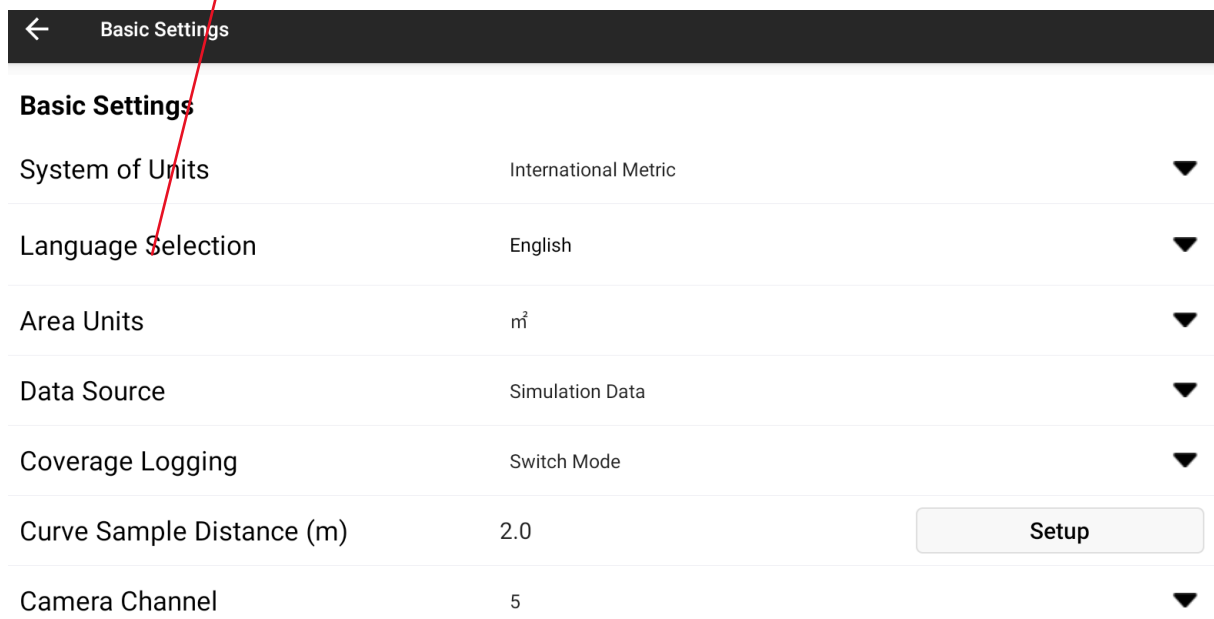 Basic Settings
Basic Settings
System of Units International Metric
Language Selection English
Area Units ㎡
Data Source Simulation Data
Coverage Logging Switch Mode
Curve Sample Distance (m) 2.0 Setup
Camera Channel 5